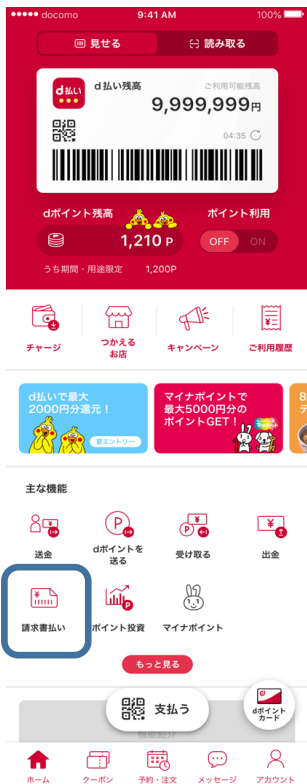 docomo 9:41 AM 100%
見せる 読み取る
d払い
d払い残高 ご利用可能残高
9,999,999円
04:35
dポイント残高 ポイント利用
1,210 P OFF ON
うち期間・用途限定 1,200P
チャージ つかえるお店 キャンペーン ご利用履歴
d払いで最大
2000円分還元！
要エントリー
マイナポイントで
最大5000円分の
ポイントGET！
主な機能
送金 dポイントを送る 受け取る 出金
請求書払い ポイント投資 マイナポイント
もっと見る
支払う
dポイント
カード
機能紹介
ホーム クーポン 予約・注文 メッセージ アカウント